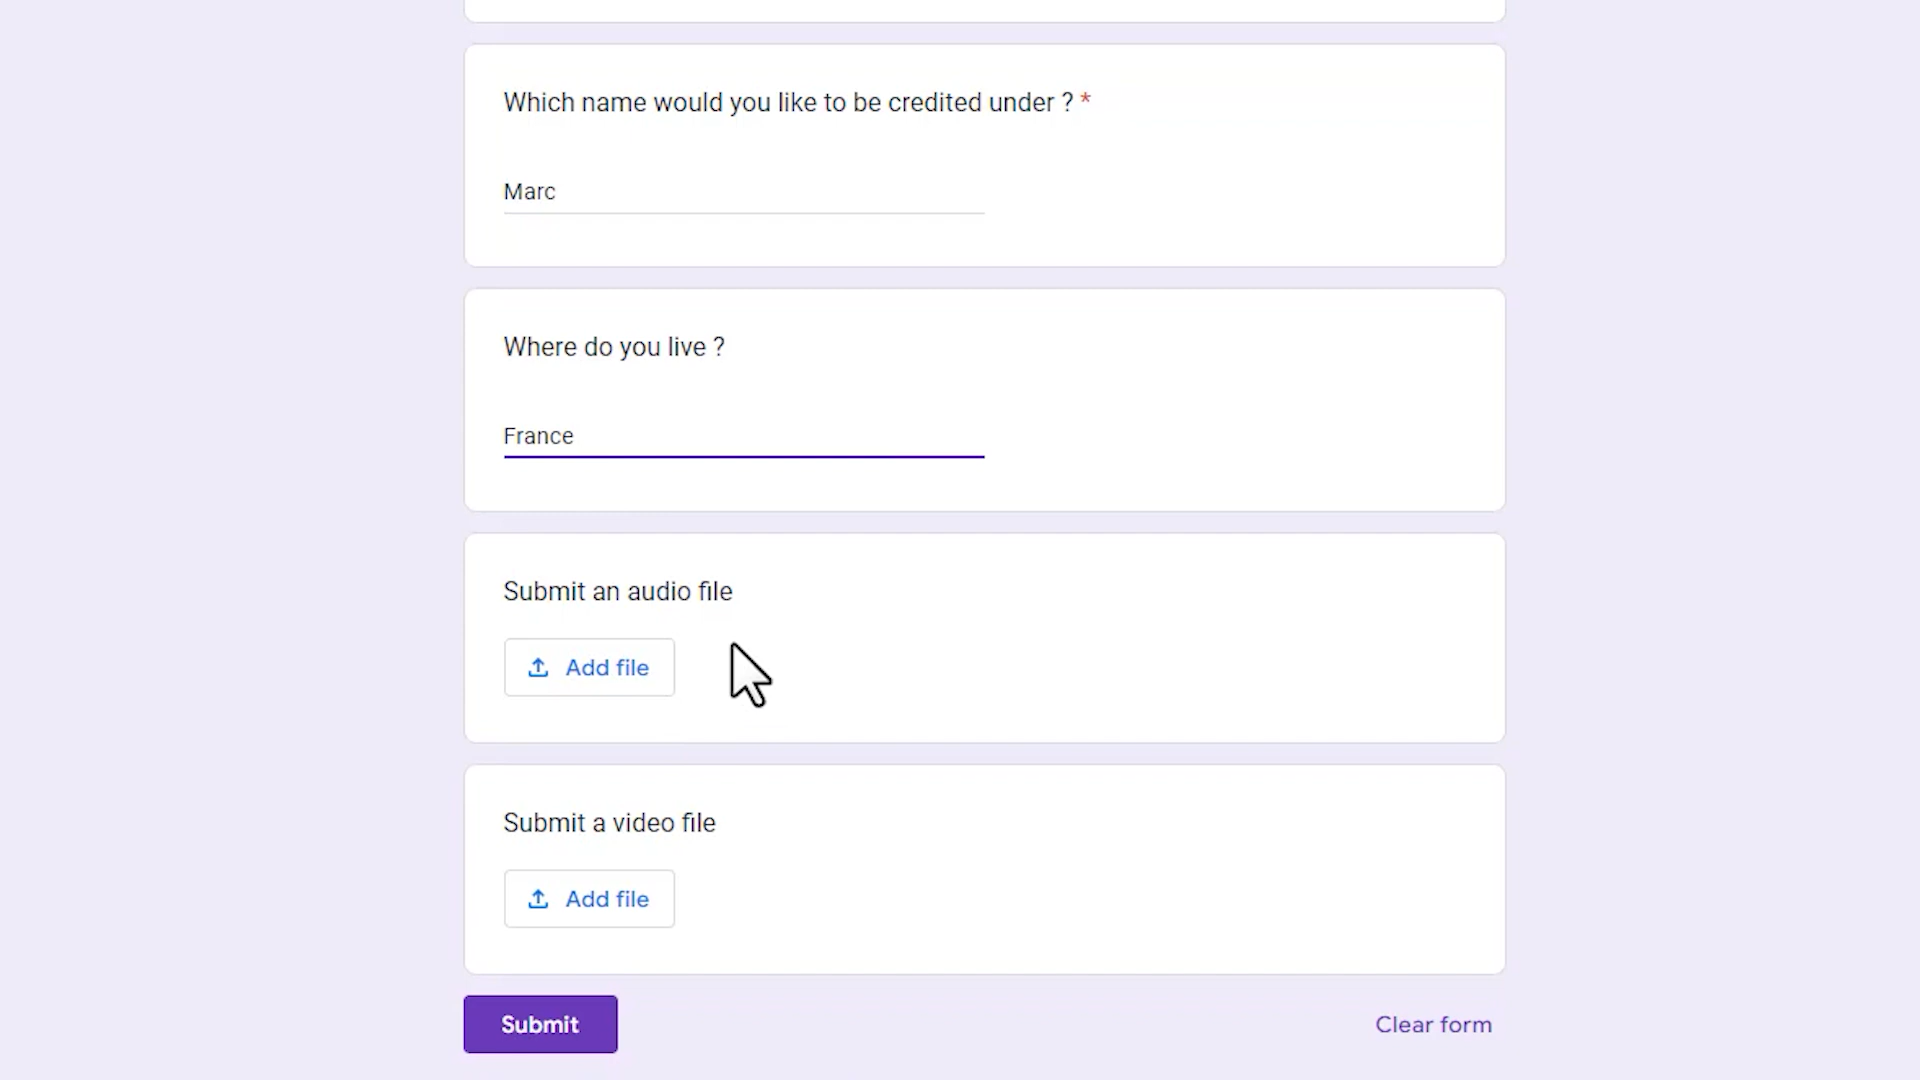 Which name would you like to be credited under ? *
Marc
Where do you live ?
France
Submit an audio file
Add file
Submit a video file
Add file
Submit
Clear form